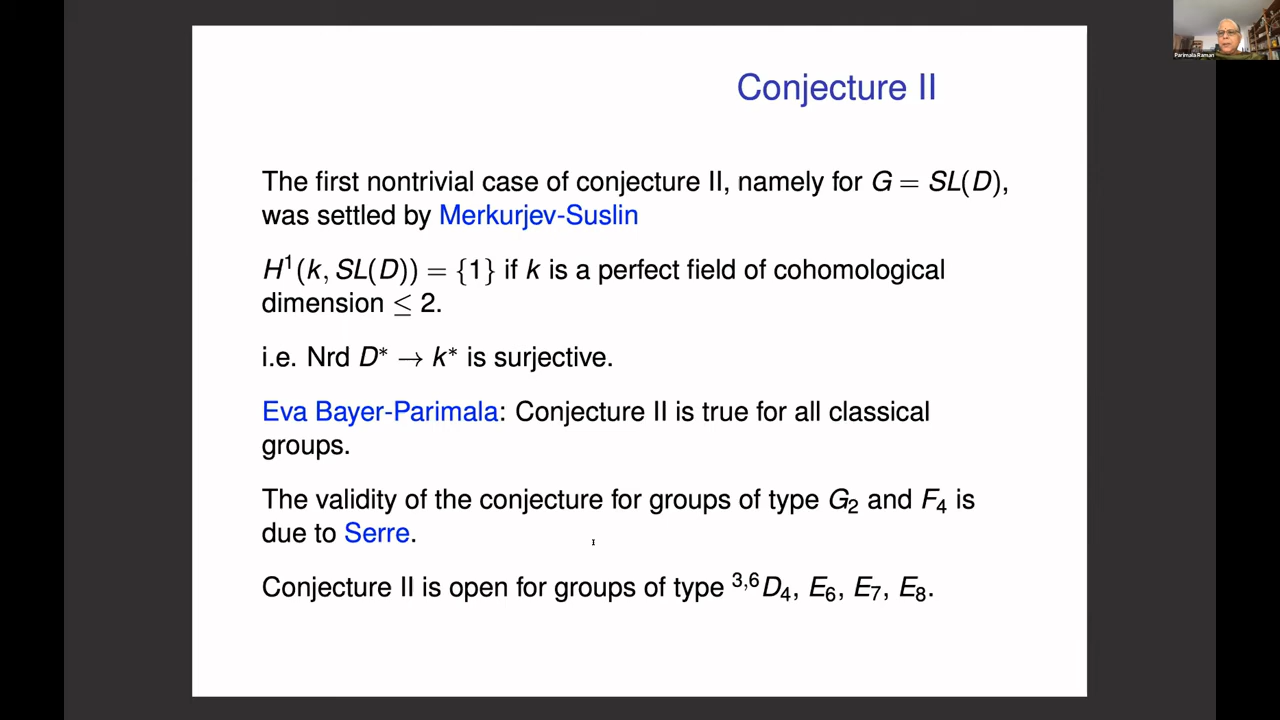 Parimala Raman
Conjecture II
The first nontrivial case of conjecture II, namely for G = SL(D),
was settled by Merkurjev-Suslin
H¹(k, SL(D)) = {1} if k is a perfect field of cohomological
dimension ≤ 2.
i.e. Nrd D* → k* is surjective.
Eva Bayer-Parimala: Conjecture II is true for all classical
groups.
The validity of the conjecture for groups of type G₂ and F₄ is
due to Serre.
Conjecture II is open for groups of type ³,⁶D₄, E₆, E₇, E₈.